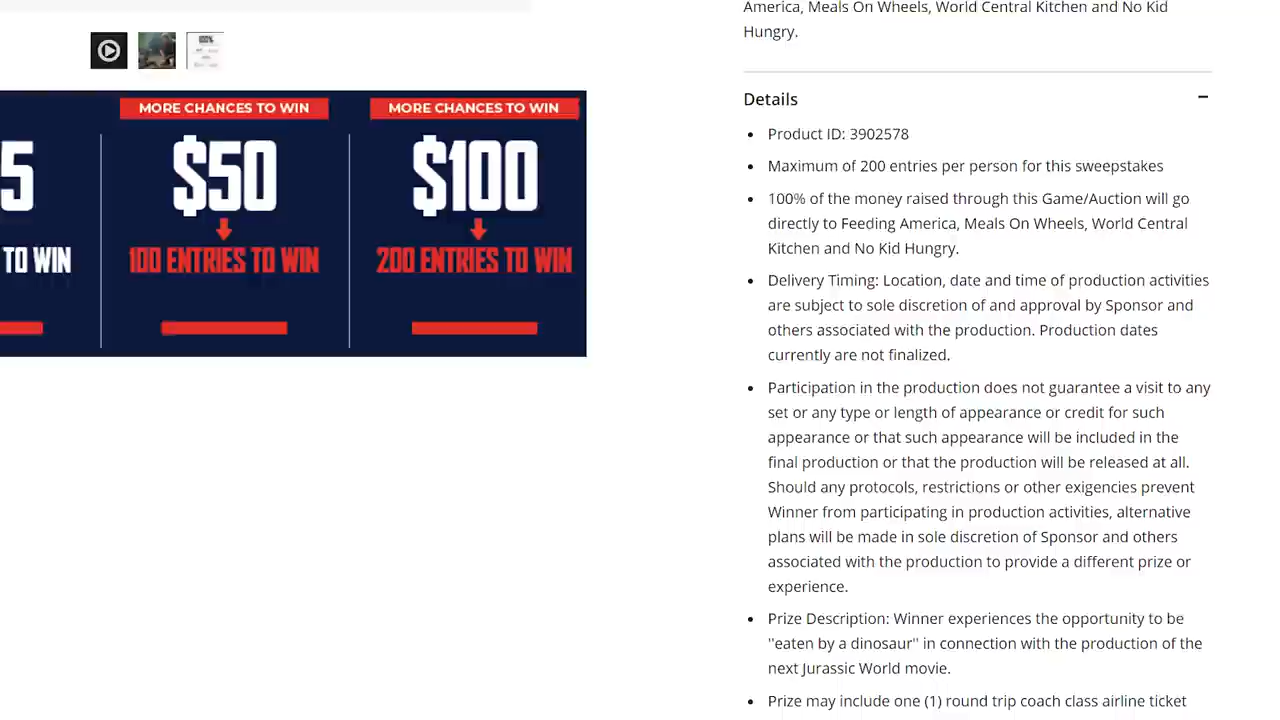 America, Meals On Wheels, World Central Kitchen and No Kid
Hungry.
MORE CHANCES TO WIN
MORE CHANCES TO WIN
5
$50
$100
TO WIN
100 ENTRIES TO WIN
200 ENTRIES TO WIN
Details
Product ID: 3902578
Maximum of 200 entries per person for this sweepstakes
100% of the money raised through this Game/Auction will go
directly to Feeding America, Meals On Wheels, World Central
Kitchen and No Kid Hungry.
Delivery Timing: Location, date and time of production activities
are subject to sole discretion of and approval by Sponsor and
others associated with the production. Production dates
currently are not finalized.
Participation in the production does not guarantee a visit to any
set or any type or length of appearance or credit for such
appearance or that such appearance will be included in the
final production or that the production will be released at all.
Should any protocols, restrictions or other exigencies prevent
Winner from participating in production activities, alternative
plans will be made in sole discretion of Sponsor and others
associated with the production to provide a different prize or
experience.
Prize Description: Winner experiences the opportunity to be
"eaten by a dinosaur" in connection with the production of the
next Jurassic World movie.
Prize may include one (1) round trip coach class airline ticket